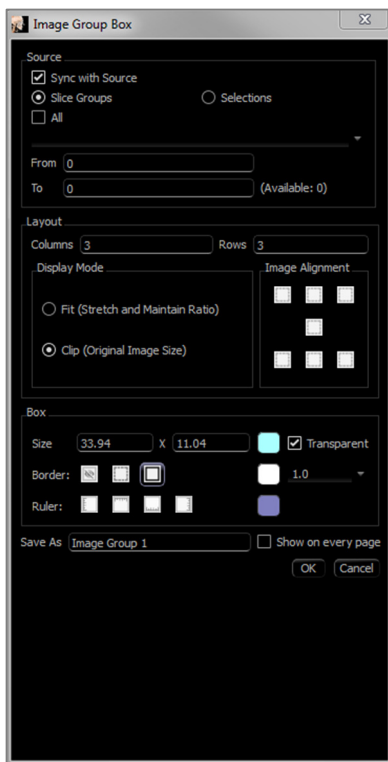 Image Group Box
Source
Sync with Source
Slice Groups Selections
All
From 0
To 0 (Available: 0)
Layout
Columns 3 Rows 3
Display Mode Image Alignment
Fit (Stretch and Maintain Ratio)
Clip (Original Image Size)
Box
Size 33.94 X 11.04 Transparent
Border: 1.0
Ruler:
Save As Image Group 1 Show on every page
OK Cancel